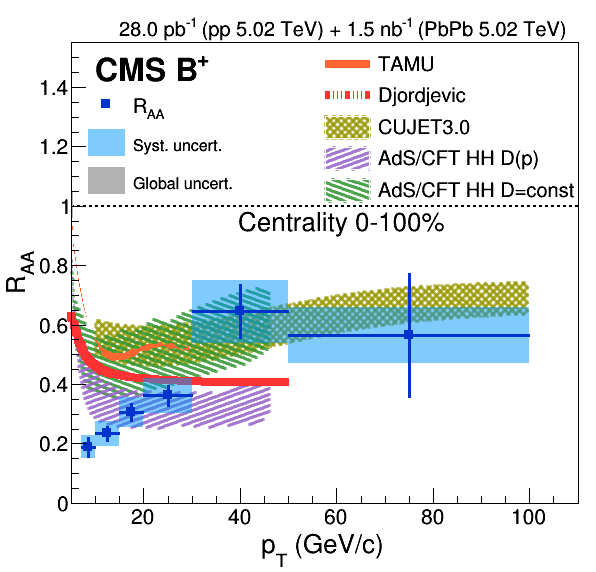 28.0 pb⁻¹ (pp 5.02 TeV) + 1.5 nb⁻¹ (PbPb 5.02 TeV)
CMS B⁺
R_AA
Syst. uncert.
Global uncert.
TAMU
Djordjevic
CUJET3.0
AdS/CFT HH D(p)
AdS/CFT HH D=const
Centrality 0-100%
R_AA
1.4
1.2
1
0.8
0.6
0.4
0.2
0
20 40 60 80 100
p_T (GeV/c)